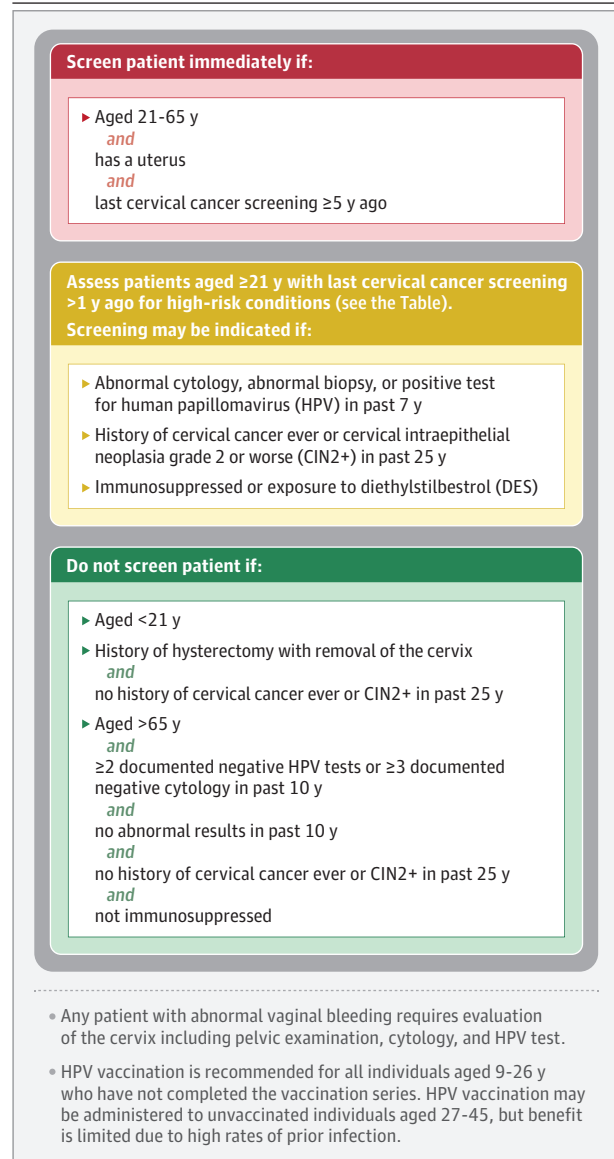 Screen patient immediately if:
▸ Aged 21-65 y
and
has a uterus
and
last cervical cancer screening ≥5 y ago
Assess patients aged ≥21 y with last cervical cancer screening
>1 y ago for high-risk conditions (see the Table).
Screening may be indicated if:
▸ Abnormal cytology, abnormal biopsy, or positive test
for human papillomavirus (HPV) in past 7 y
▸ History of cervical cancer ever or cervical intraepithelial
neoplasia grade 2 or worse (CIN2+) in past 25 y
▸ Immunosuppressed or exposure to diethylstilbestrol (DES)
Do not screen patient if:
▸ Aged <21 y
▸ History of hysterectomy with removal of the cervix
and
no history of cervical cancer ever or CIN2+ in past 25 y
▸ Aged >65 y
and
≥2 documented negative HPV tests or ≥3 documented
negative cytology in past 10 y
and
no abnormal results in past 10 y
and
no history of cervical cancer ever or CIN2+ in past 25 y
and
not immunosuppressed
• Any patient with abnormal vaginal bleeding requires evaluation
of the cervix including pelvic examination, cytology, and HPV test.
• HPV vaccination is recommended for all individuals aged 9-26 y
who have not completed the vaccination series. HPV vaccination may
be administered to unvaccinated individuals aged 27-45, but benefit
is limited due to high rates of prior infection.